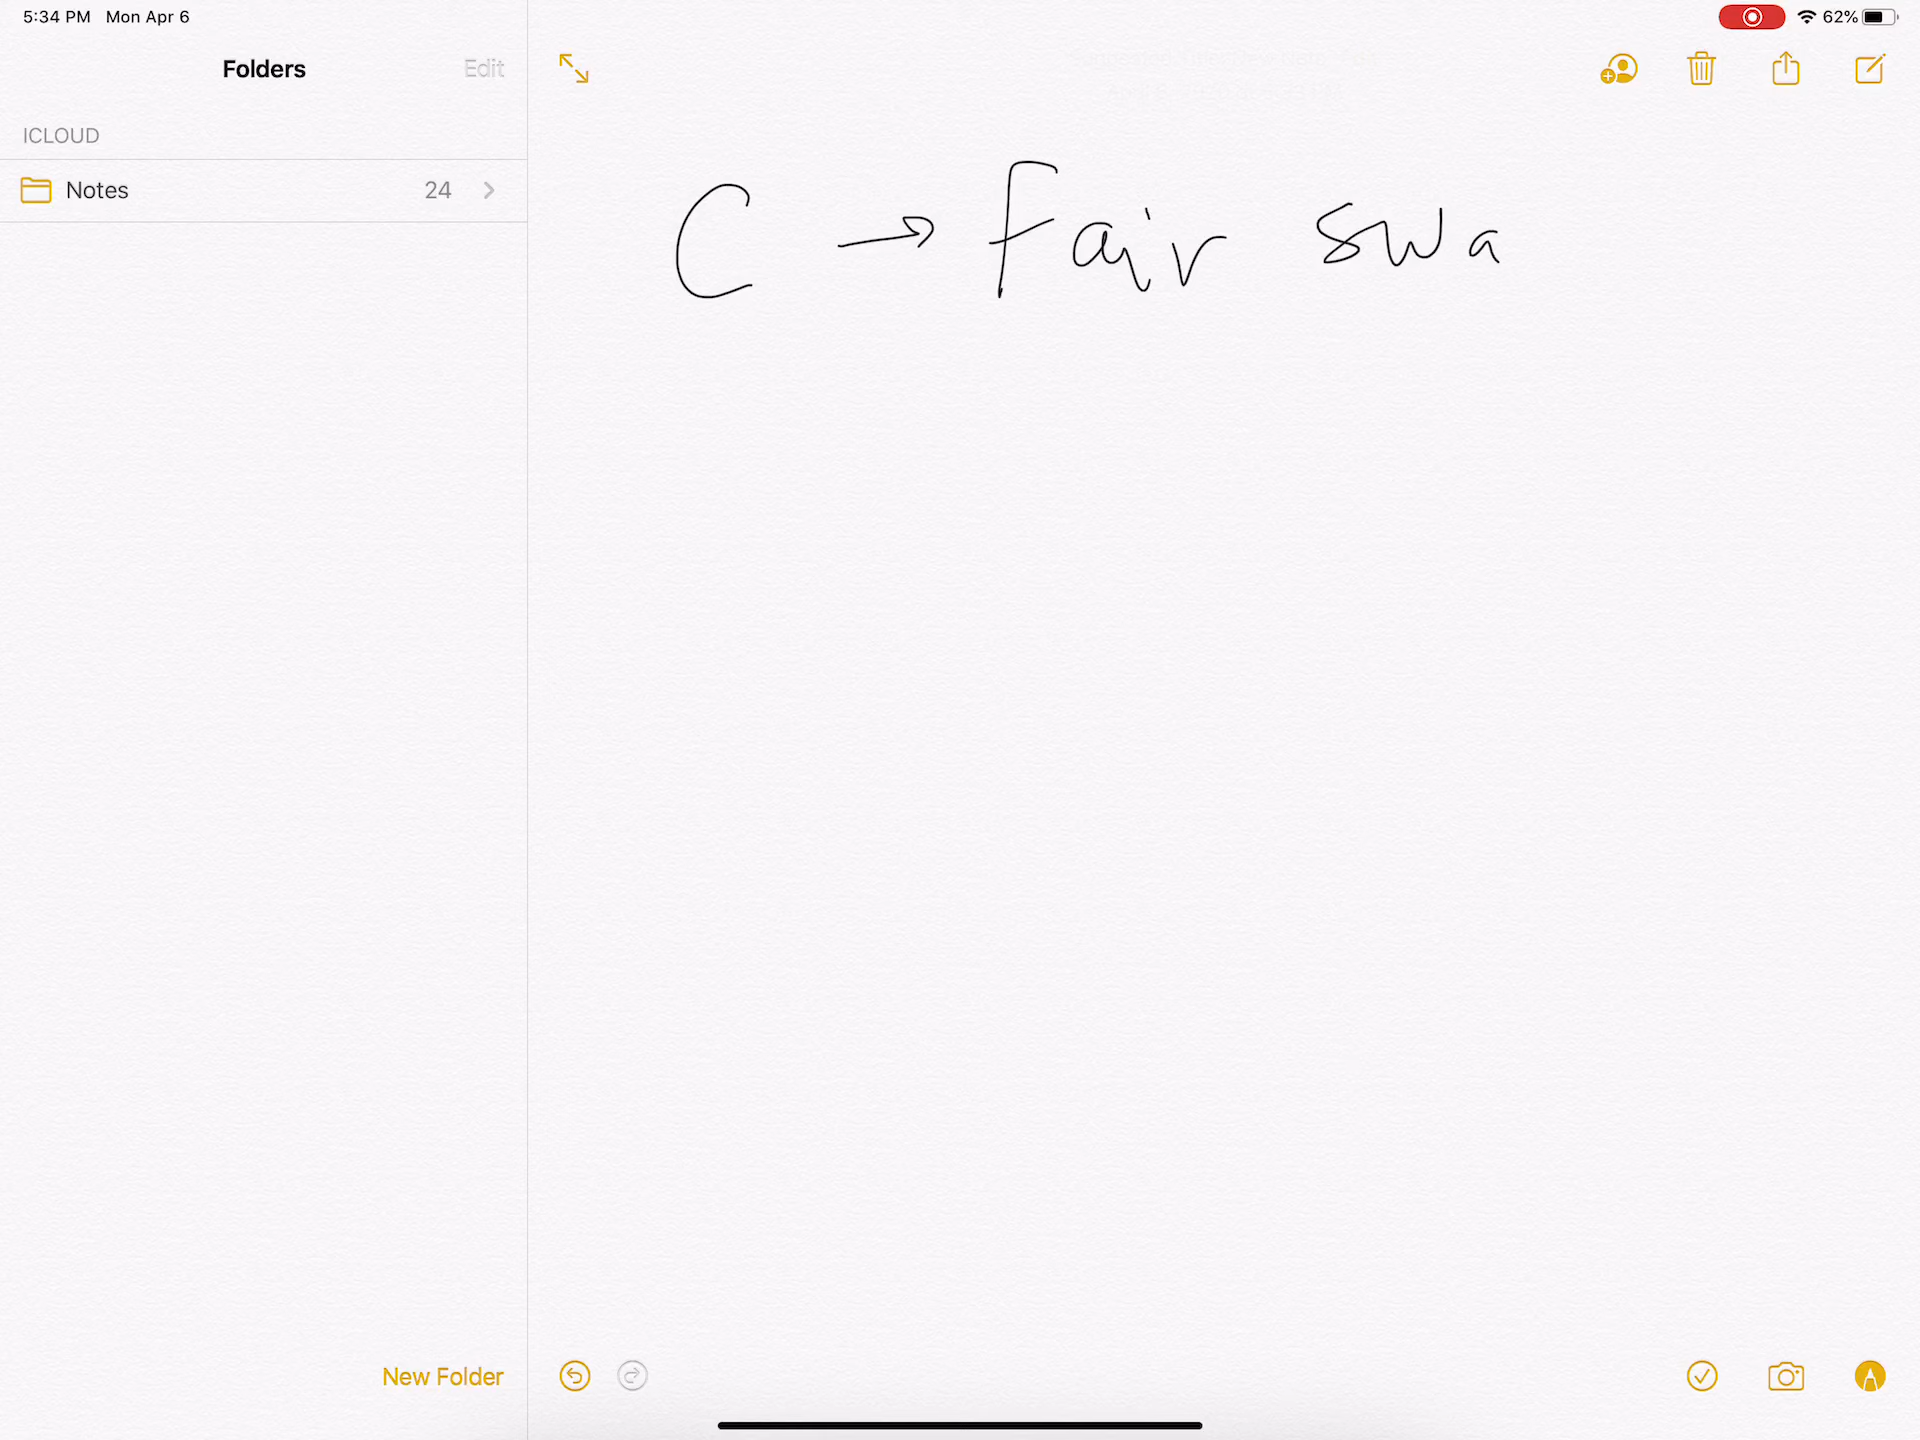 5:34 PM Mon Apr 6
62%
Folders
Edit
ICLOUD
Notes
24
C → Fair swa
New Folder